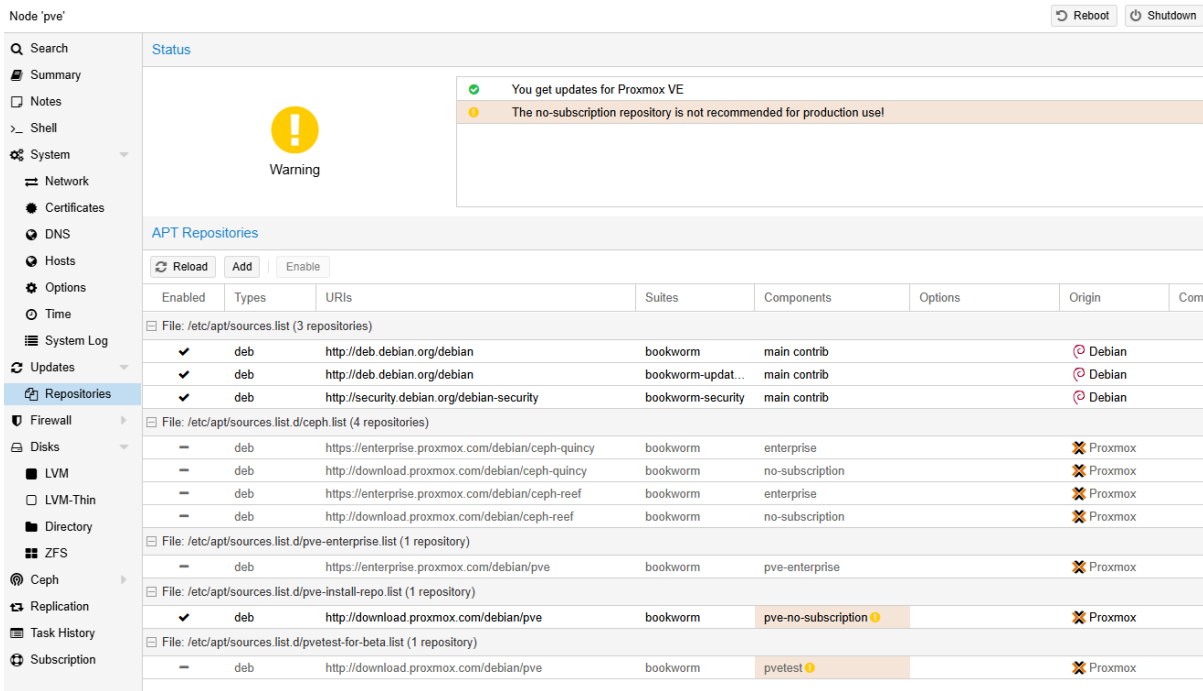 Node 'pve'
Reboot
Shutdown
Search
Summary
Notes
Shell
System
Network
Certificates
DNS
Hosts
Options
Time
System Log
Updates
Repositories
Firewall
Disks
LVM
LVM-Thin
Directory
ZFS
Ceph
Replication
Task History
Subscription
Status
Warning
You get updates for Proxmox VE
The no-subscription repository is not recommended for production use!
APT Repositories
Reload Add Enable
Enabled Types URIs Suites Components Options Origin Com
File: /etc/apt/sources.list (3 repositories)
deb http://deb.debian.org/debian bookworm main contrib Debian
deb http://deb.debian.org/debian bookworm-updat... main contrib Debian
deb http://security.debian.org/debian-security bookworm-security main contrib Debian
File: /etc/apt/sources.list.d/ceph.list (4 repositories)
deb https://enterprise.proxmox.com/debian/ceph-quincy bookworm enterprise Proxmox
deb http://download.proxmox.com/debian/ceph-quincy bookworm no-subscription Proxmox
deb https://enterprise.proxmox.com/debian/ceph-reef bookworm enterprise Proxmox
deb http://download.proxmox.com/debian/ceph-reef bookworm no-subscription Proxmox
File: /etc/apt/sources.list.d/pve-enterprise.list (1 repository)
deb https://enterprise.proxmox.com/debian/pve bookworm pve-enterprise Proxmox
File: /etc/apt/sources.list.d/pve-install-repo.list (1 repository)
deb http://download.proxmox.com/debian/pve bookworm pve-no-subscription Proxmox
File: /etc/apt/sources.list.d/pvetest-for-beta.list (1 repository)
deb http://download.proxmox.com/debian/pve bookworm pvetest Proxmox